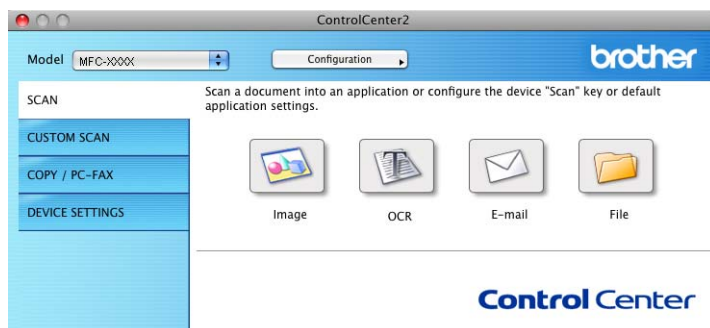 ControlCenter2
Model MFC-XXXX Configuration brother
SCAN
Scan a document into an application or configure the device "Scan" key or default
application settings.
CUSTOM SCAN
COPY / PC-FAX
DEVICE SETTINGS
Image OCR E-mail File
Control Center